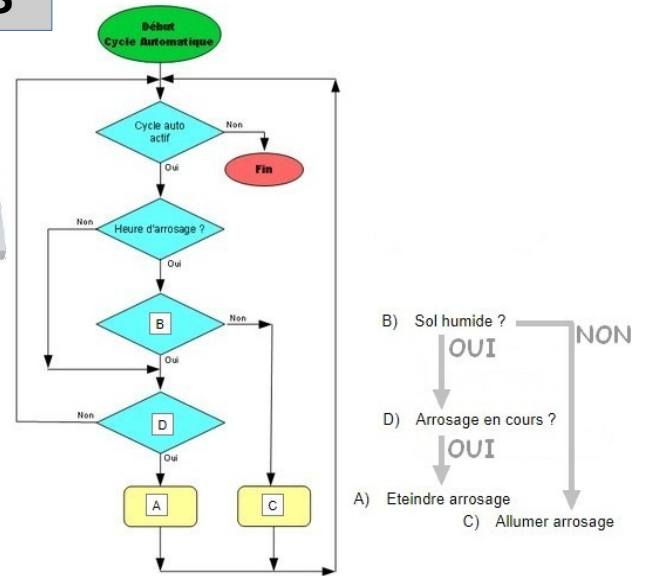 Début
Cycle Automatique
Cycle auto
actif
Non
Fin
Oui
Heure d'arrosage ?
Non
Oui
B
Non
Oui
D
Non
Oui
A
C
B) Sol humide ?
OUI
NON
D) Arrosage en cours ?
OUI
A) Eteindre arrosage
C) Allumer arrosage